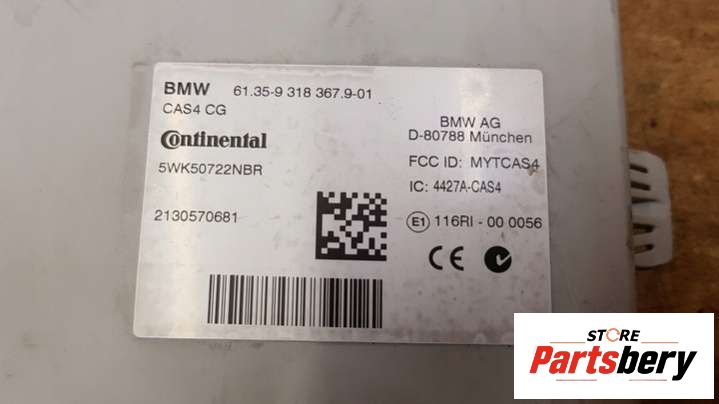 BMW 61.35-9 318 367.9-01
CAS4 CG
Continental
5WK50722NBR
2130570681
BMW AG
D-80788 München
FCC ID: MYTCAS4
IC: 4427A-CAS4
E1 116RI - 00 0056
CE
STORE
Partsbery